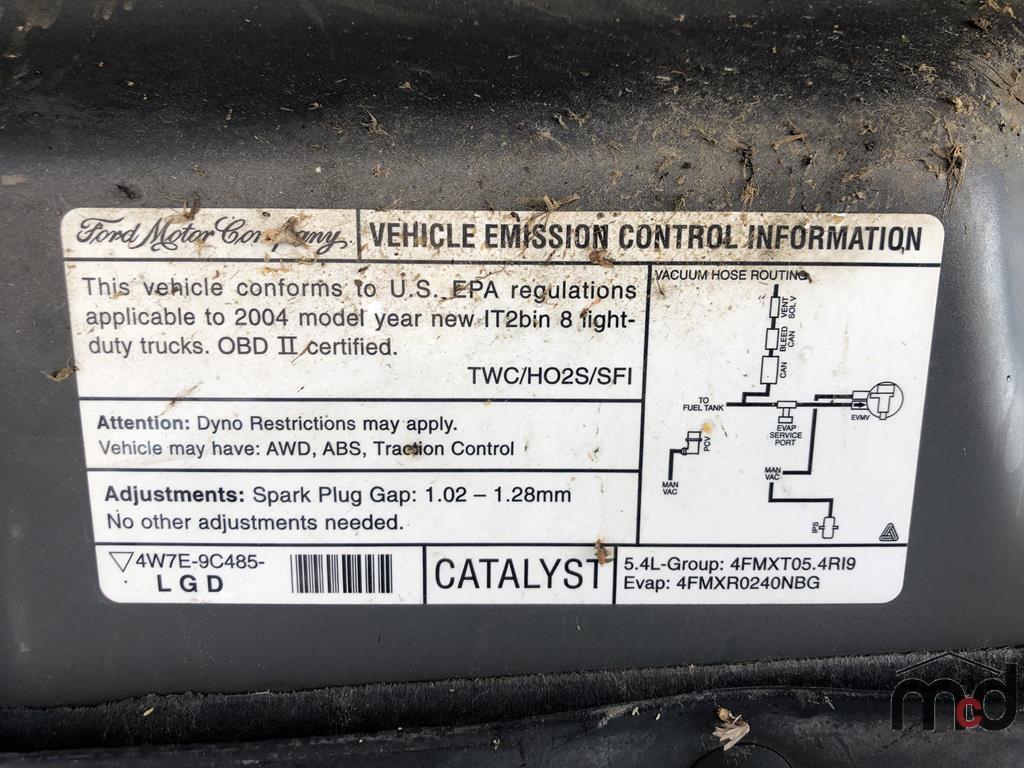 Ford Motor Company
VEHICLE EMISSION CONTROL INFORMATION
This vehicle conforms to U.S. EPA regulations
applicable to 2004 model year new IT2bin 8 light-
duty trucks. OBD II certified.
TWC/HO2S/SFI
Attention: Dyno Restrictions may apply.
Vehicle may have: AWD, ABS, Traction Control
Adjustments: Spark Plug Gap: 1.02 – 1.28mm
No other adjustments needed.
VACUUM HOSE ROUTING
VENT
SOLV
BLEED
CAN
CAN
TO
FUEL TANK
EVMV
EVAP
SERVICE
PORT
PCV
MAN
VAC
MAN
VAC
IPS
4W7E-9C485-
LGD
CATALYST
5.4L-Group: 4FMXT05.4RI9
Evap: 4FMXR0240NBG
mcd